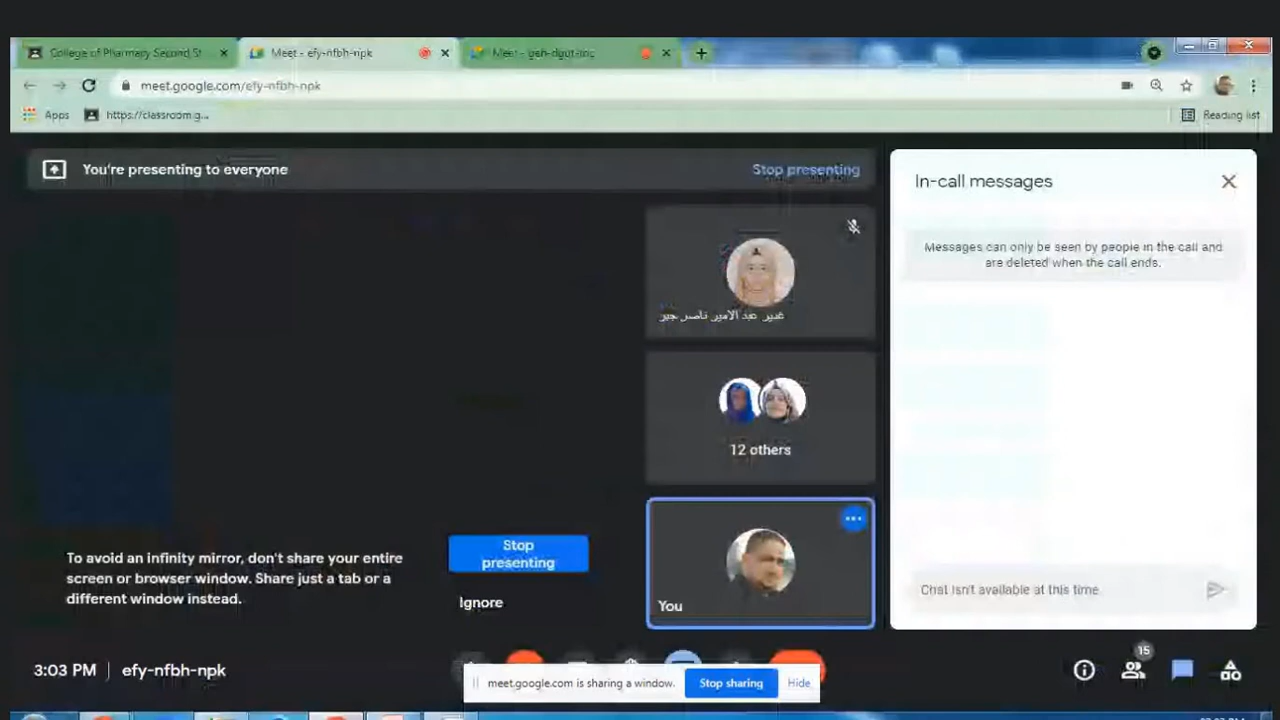 College of Pharmacy Second St
Meet - efy-nfbh-npk
meet.google.com/efy-nfbh-npk
Apps
https://classroom.g...
Reading list
You're presenting to everyone
Stop presenting
In-call messages
Messages can only be seen by people in the call and
are deleted when the call ends.
غدير عبد الامير ناصر جبر
12 others
To avoid an infinity mirror, don't share your entire
screen or browser window. Share just a tab or a
different window instead.
Stop
presenting
Ignore
You
Chat isn't available at this time
3:03 PM
efy-nfbh-npk
meet.google.com is sharing a window.
Stop sharing
Hide
15